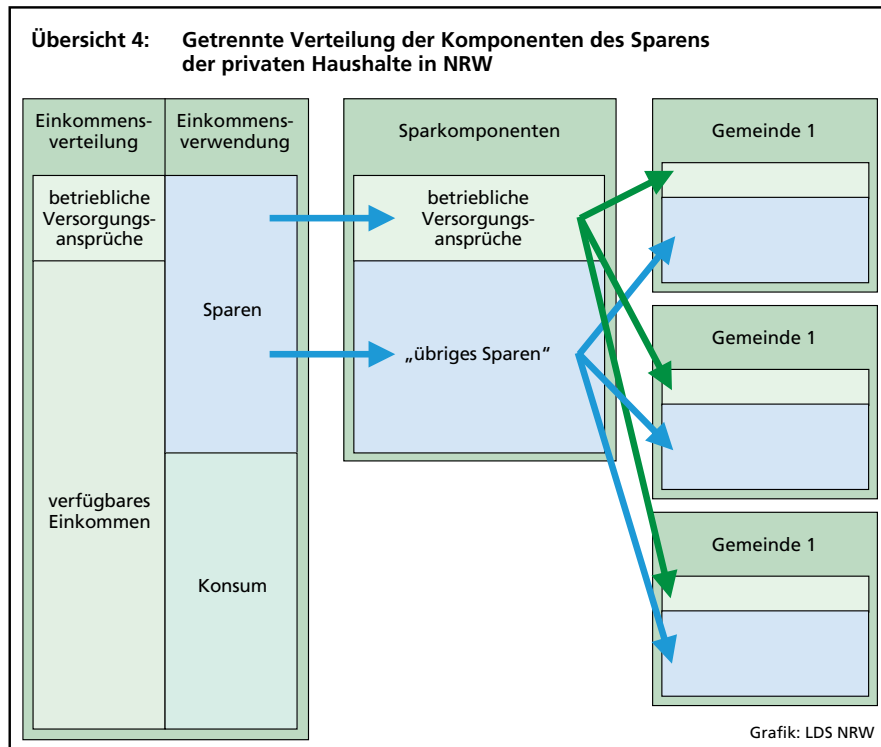 Übersicht 4: Getrennte Verteilung der Komponenten des Sparens
der privaten Haushalte in NRW
Einkommens-
verteilung
Einkommens-
verwendung
betriebliche
Versorgungs-
ansprüche
verfügbares
Einkommen
Sparen
Konsum
Sparkomponenten
betriebliche
Versorgungs-
ansprüche
„übriges Sparen“
Gemeinde 1
Gemeinde 1
Gemeinde 1
Grafik: LDS NRW